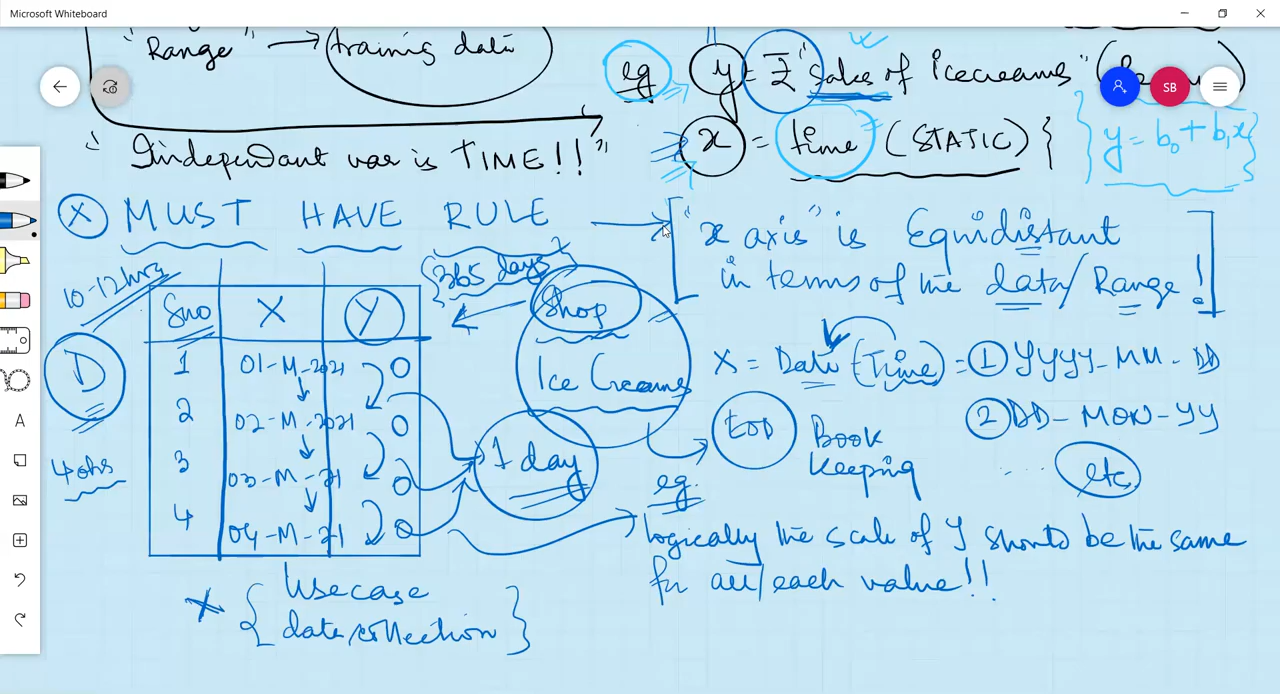 Microsoft Whiteboard
"Range" → training data
eg y = Σ "Sales of Icecreams"
x = time (STATIC) }
} y = b0 + b1x }
"Independant var is TIME!!"
SB
(X) MUST HAVE RULE →
["x axis" is Equidistant
in terms of the data/Range!]
10-12hrs
{365 days}
Shop
Ice Creams
Sno X Y
1 01-M-2021 0
2 02-M-2021 0
3 03-M-21 0
4 04-M-21 0
D
4 obs
1 day
X = Date (Time) = ① YYYY-MM-DD
② DD-MON-YY
etc
EOD
Book
Keeping
eg.
logically the scale of Y should be the same
for all/each value!!
{ Usecase
data/collection }
A